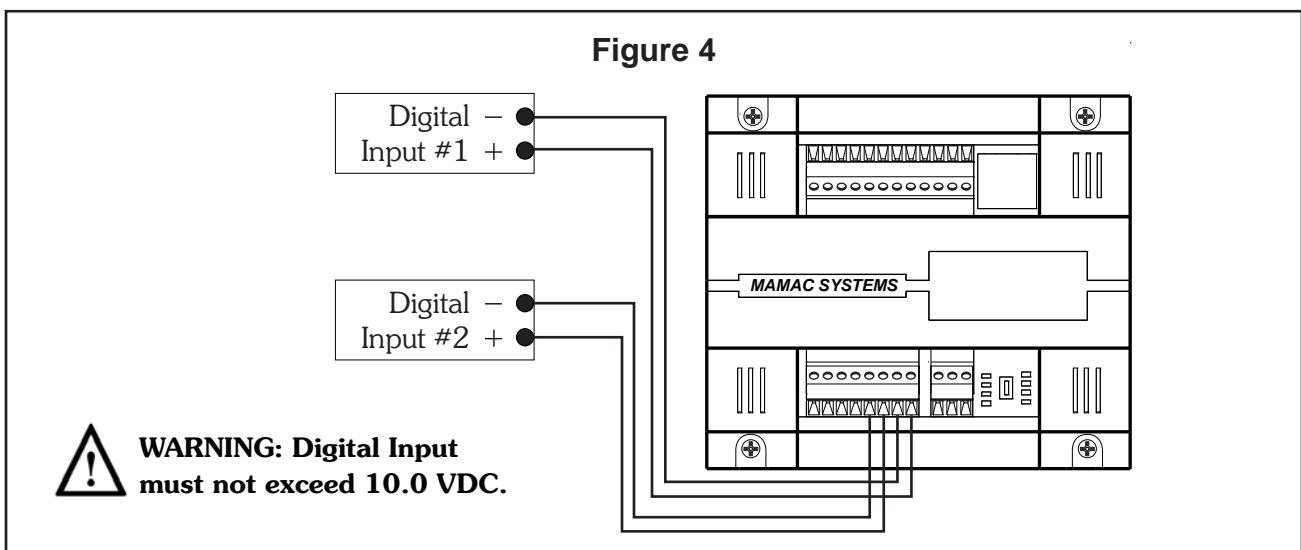 Figure 4
Digital –
Input #1 +
Digital –
Input #2 +
MAMAC SYSTEMS
! WARNING: Digital Input
must not exceed 10.0 VDC.